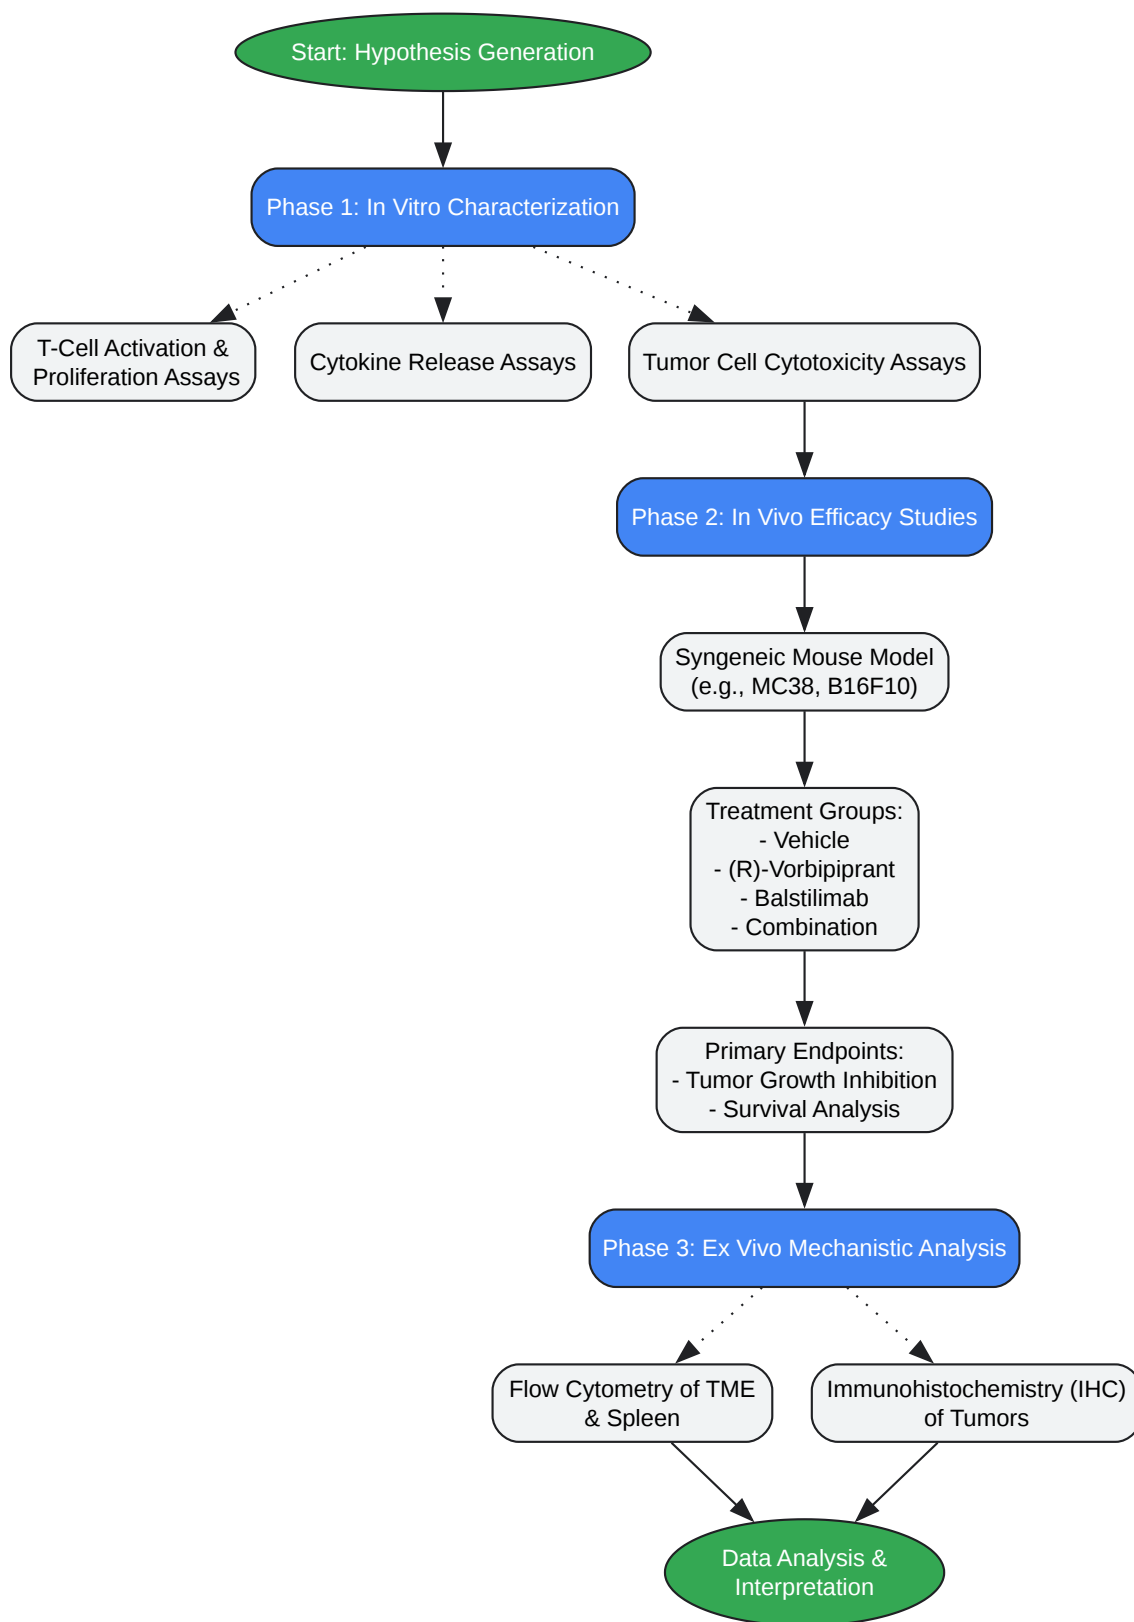 Start: Hypothesis Generation
Phase 1: In Vitro Characterization
T-Cell Activation &
Proliferation Assays
Cytokine Release Assays
Tumor Cell Cytotoxicity Assays
Phase 2: In Vivo Efficacy Studies
Syngeneic Mouse Model
(e.g., MC38, B16F10)
Treatment Groups:
- Vehicle
- (R)-Vorbipiprant
- Balstilimab
- Combination
Primary Endpoints:
- Tumor Growth Inhibition
- Survival Analysis
Phase 3: Ex Vivo Mechanistic Analysis
Flow Cytometry of TME
& Spleen
Immunohistochemistry (IHC)
of Tumors
Data Analysis &
Interpretation